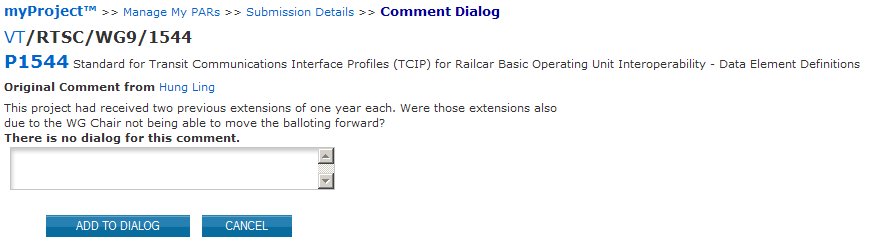 myProject™ >> Manage My PARs >> Submission Details >> Comment Dialog
VT/RTSC/WG9/1544
P1544 Standard for Transit Communications Interface Profiles (TCIP) for Railcar Basic Operating Unit Interoperability - Data Element Definitions
Original Comment from Hung Ling
This project had received two previous extensions of one year each. Were those extensions also
due to the WG Chair not being able to move the balloting forward?
There is no dialog for this comment.
ADD TO DIALOG CANCEL